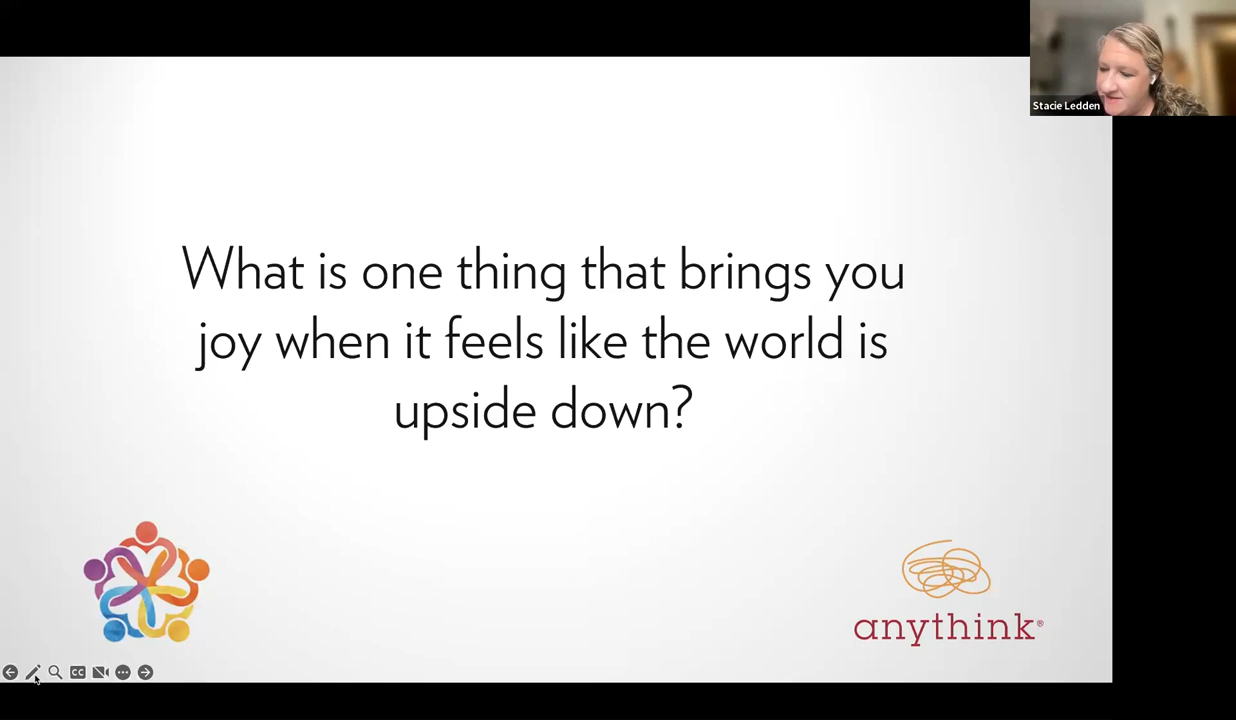 Stacie Ledden
What is one thing that brings you
joy when it feels like the world is
upside down?
anythink®
CC